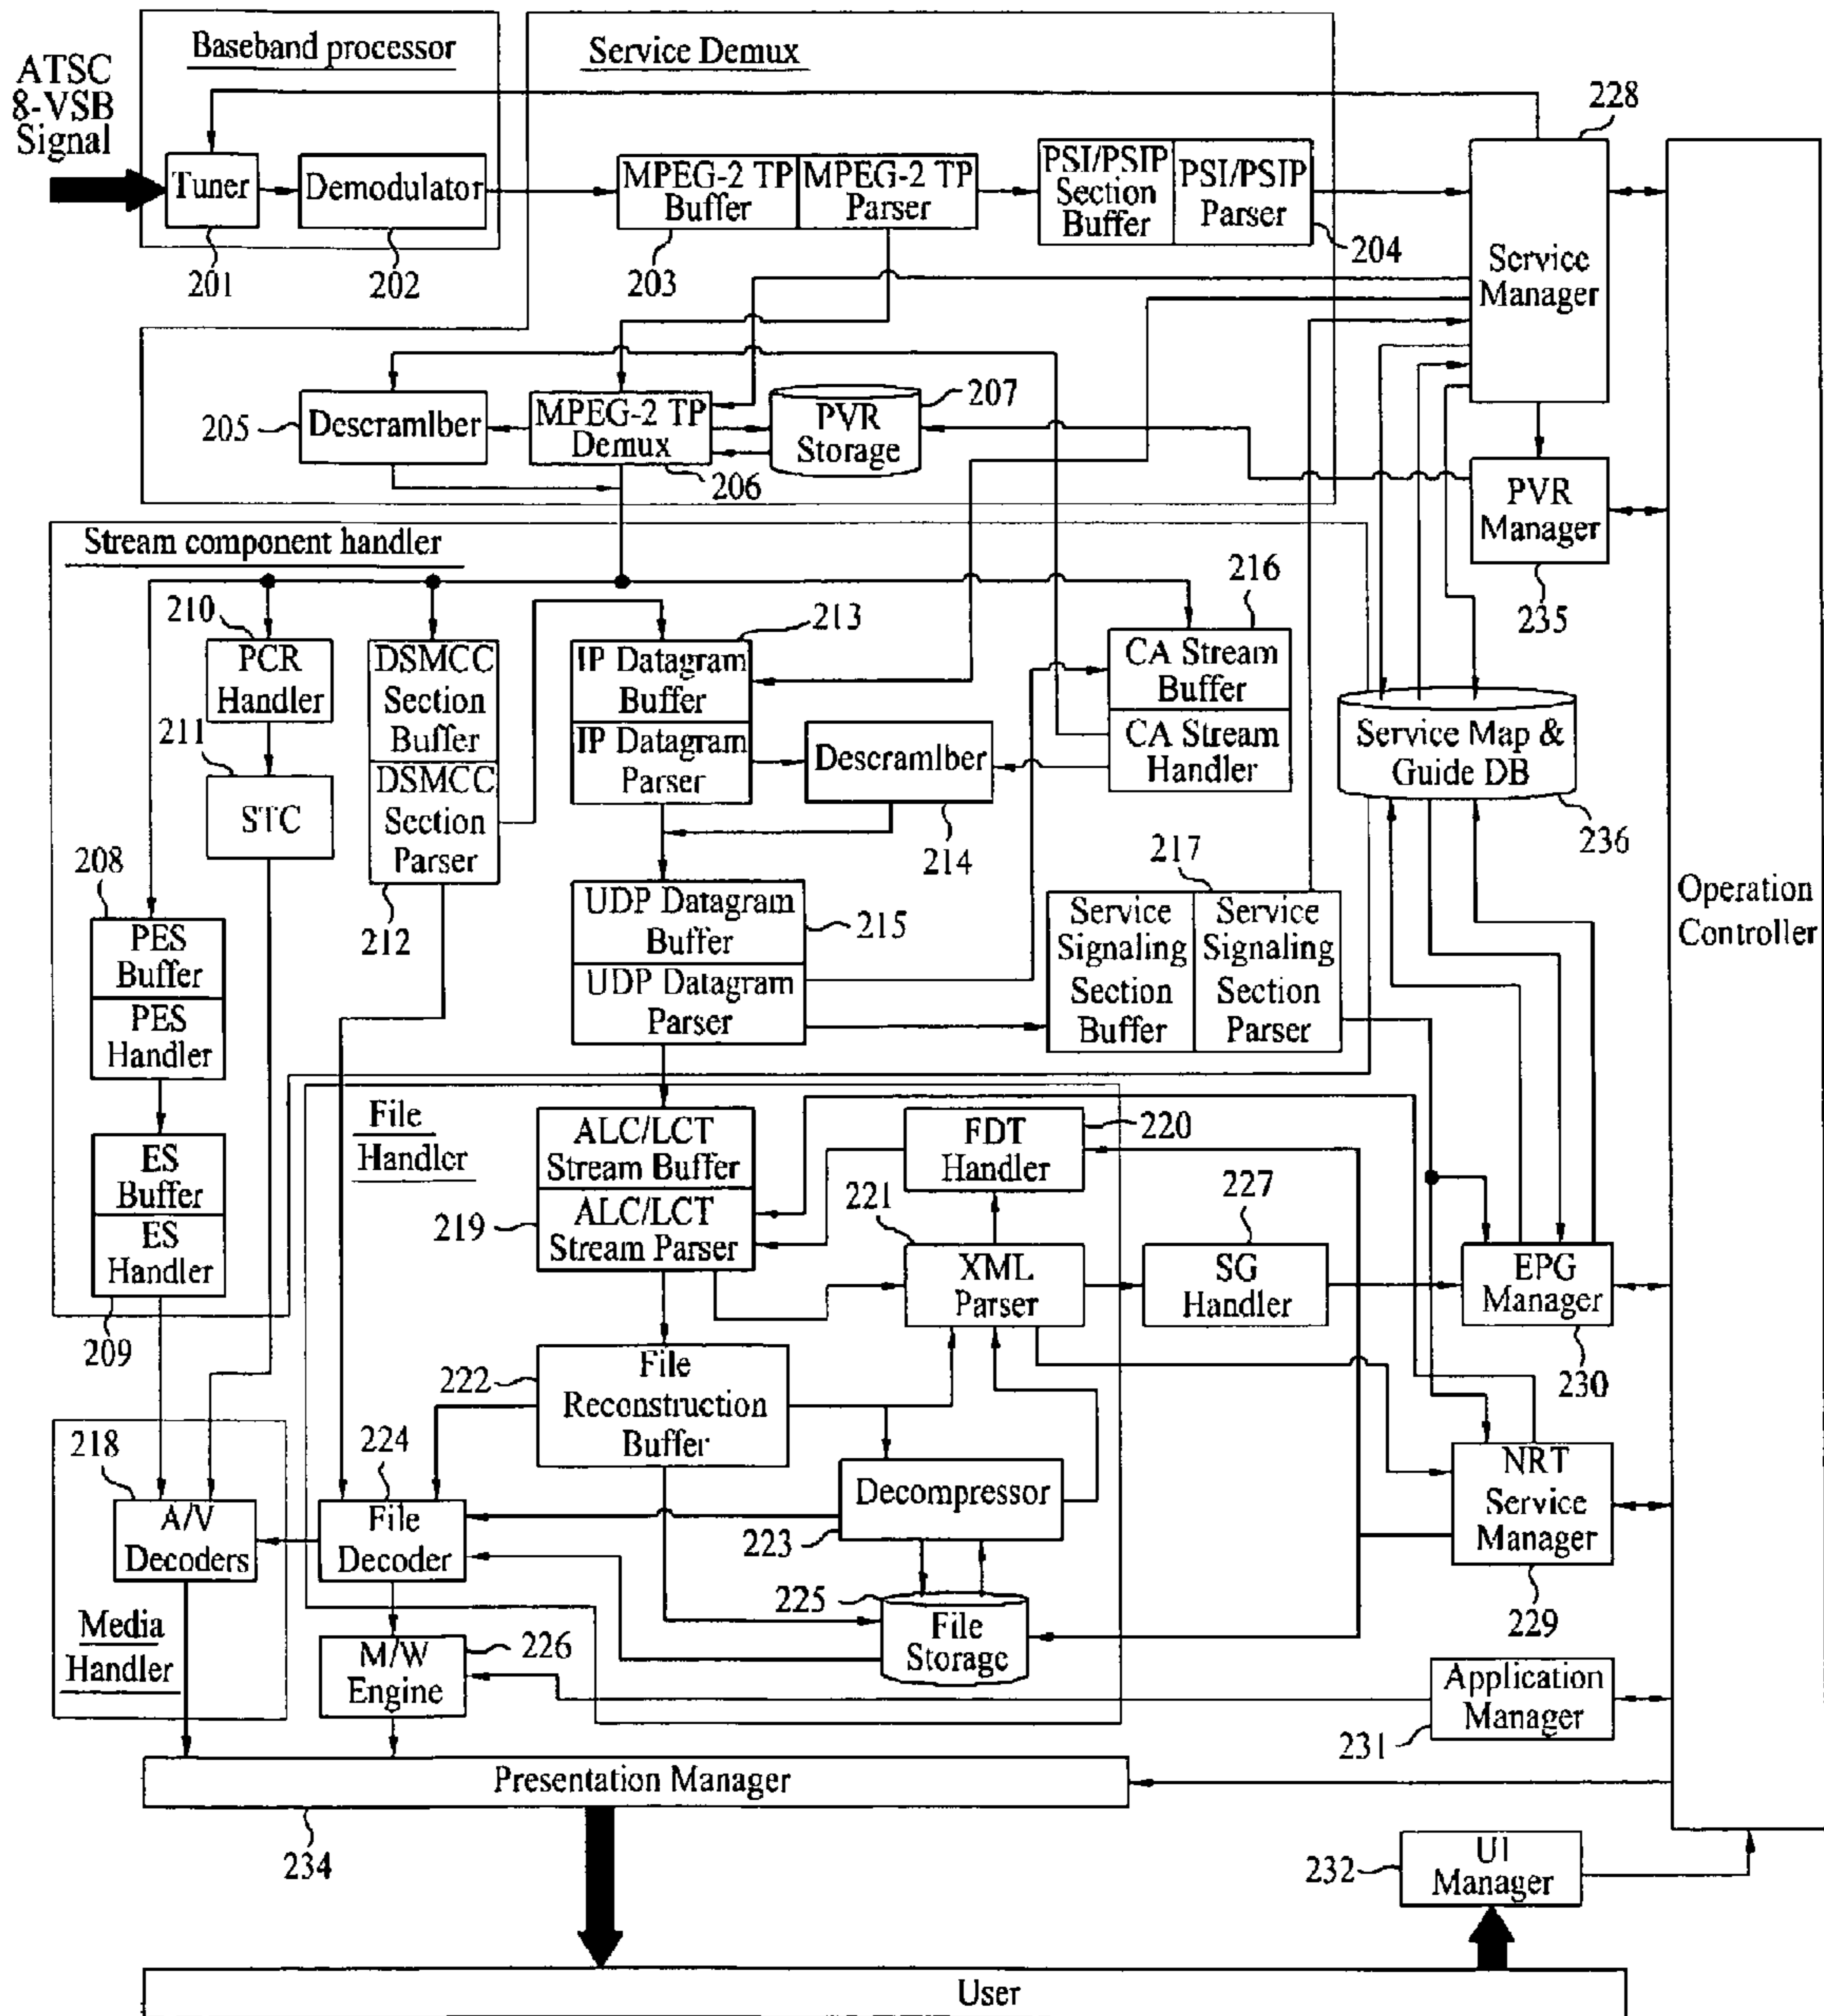 Baseband processor
Service Demux
ATSC
8-VSB
Signal
228
Tuner
Demodulator
MPEG-2 TP
Buffer
MPEG-2 TP
Parser
PSI/PSIP
Section
Buffer
PSI/PSIP
Parser
Service
Manager
201
202
203
204
205
Descramlber
MPEG-2 TP
Demux
206
PVR
Storage
207
PVR
Manager
235
Stream component handler
210
PCR
Handler
211
STC
DSMCC
Section
Buffer
DSMCC
Section
Parser
212
213
IP Datagram
Buffer
IP Datagram
Parser
Descramlber
214
216
CA Stream
Buffer
CA Stream
Handler
Service Map &
Guide DB
236
Operation
Controller
208
PES
Buffer
PES
Handler
ES
Buffer
ES
Handler
209
UDP Datagram
Buffer
UDP Datagram
Parser
215
217
Service
Signaling
Section
Buffer
Service
Signaling
Section
Parser
File
Handler
ALC/LCT
Stream Buffer
ALC/LCT
Stream Parser
219
FDT
Handler
220
221
XML
Parser
227
SG
Handler
EPG
Manager
230
222
File
Reconstruction
Buffer
218
A/V
Decoders
224
File
Decoder
Decompressor
223
NRT
Service
Manager
229
225
File
Storage
Media
Handler
M/W
Engine
226
Application
Manager
231
Presentation Manager
234
232
UI
Manager
User